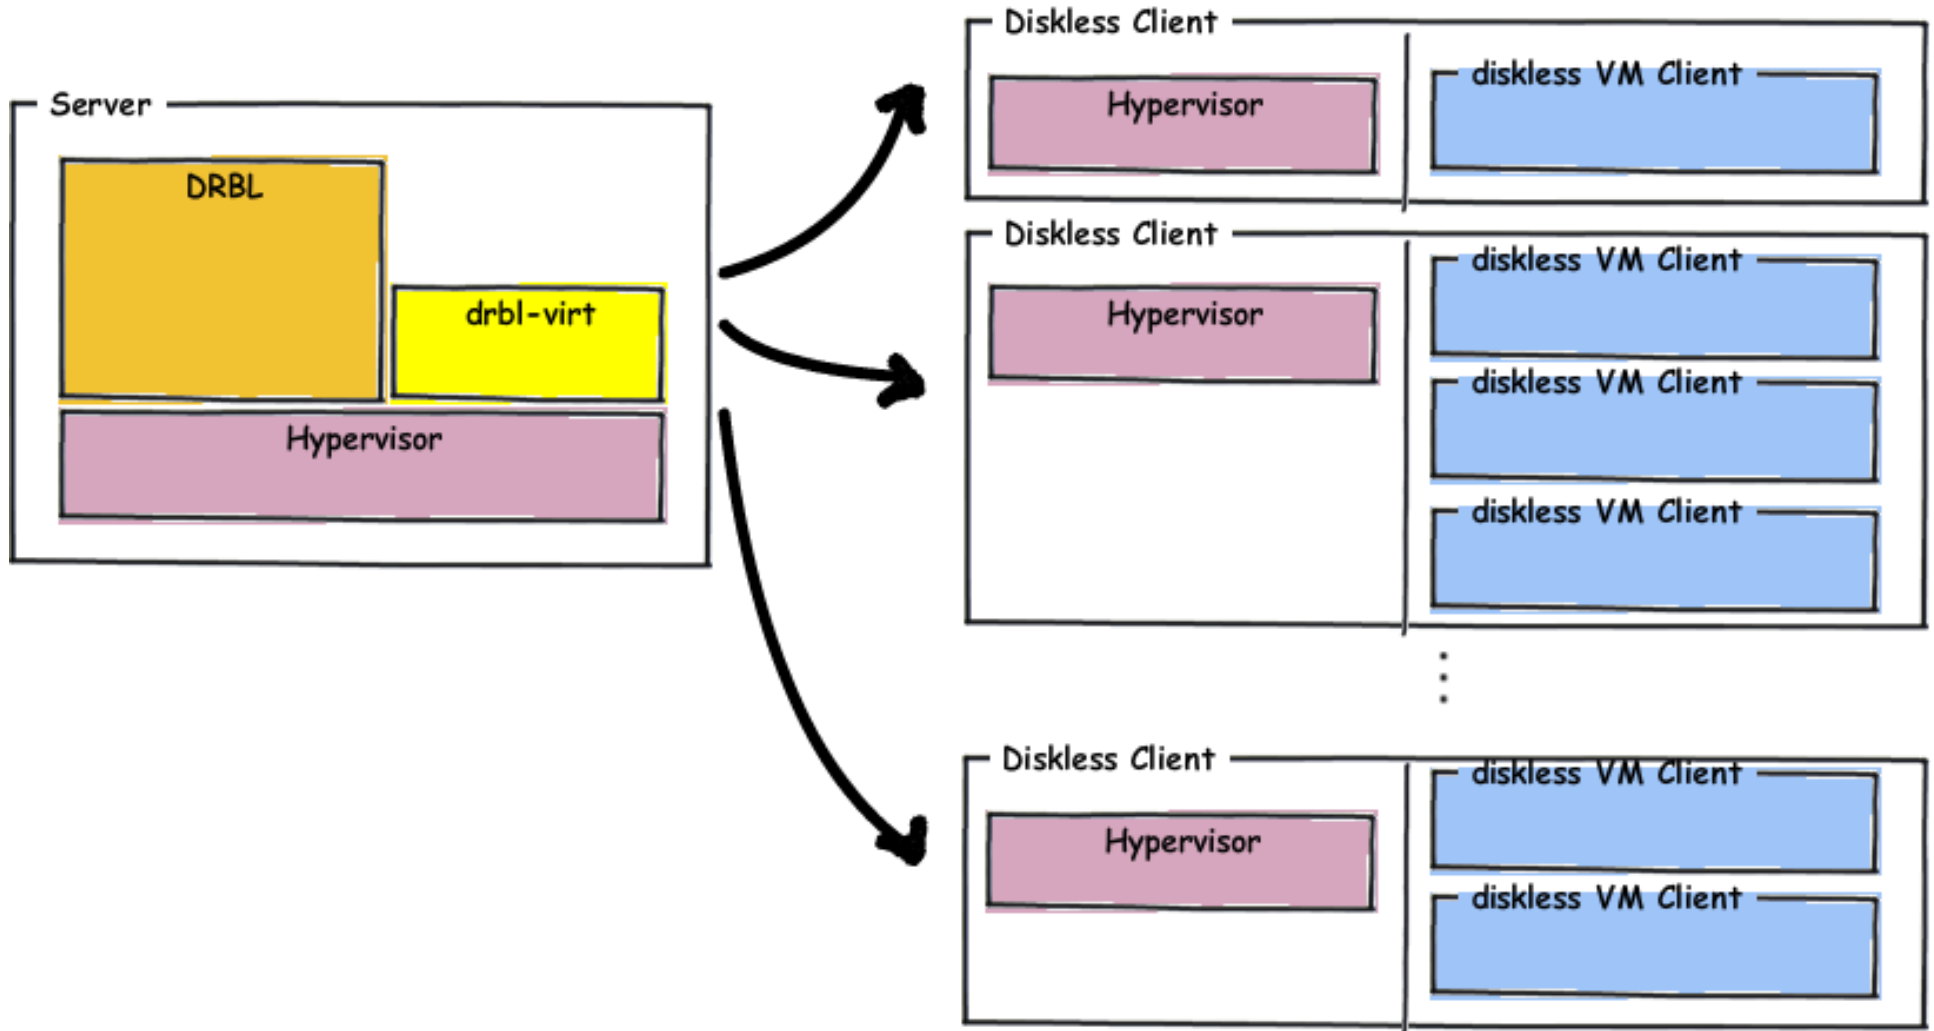 Server
DRBL
drbl-virt
Hypervisor
Diskless Client
Hypervisor
diskless VM Client
Diskless Client
Hypervisor
diskless VM Client
diskless VM Client
diskless VM Client
Diskless Client
Hypervisor
diskless VM Client
diskless VM Client